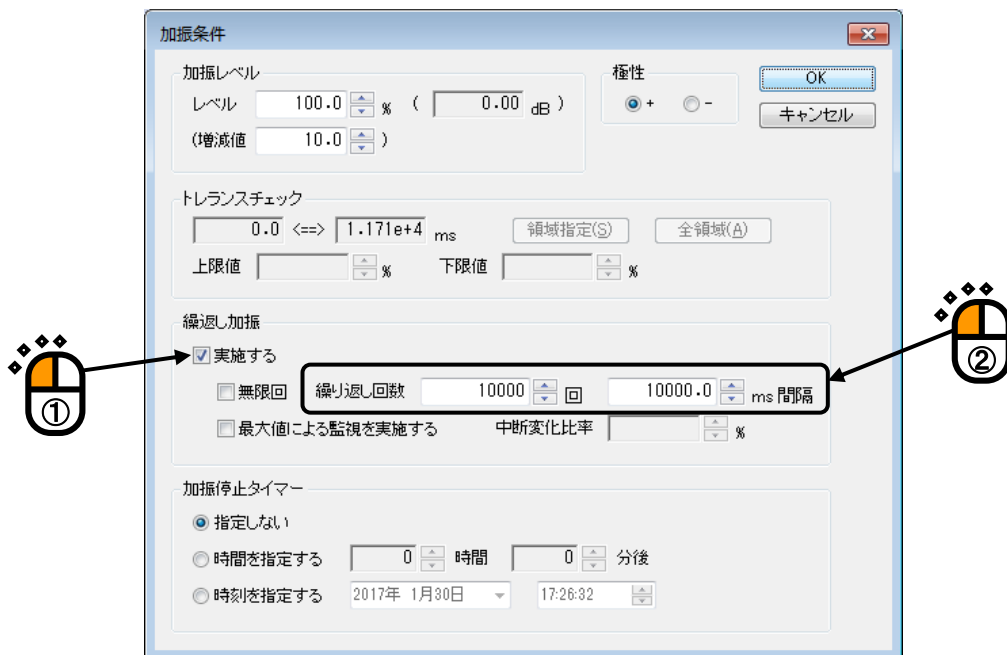 加振条件
加振レベル
レベル 100.0 % ( 0.00 dB )
(増減値 10.0 )
極性
+ -
OK
キャンセル
トレランスチェック
0.0 <==> 1.171e+4 ms 領域指定(S) 全領域(A)
上限値 % 下限値 %
繰返し加振
実施する
無限回 繰り返し回数 10000 回 10000.0 ms 間隔
最大値による監視を実施する 中断変化比率 %
加振停止タイマー
指定しない
時間を指定する 0 時間 0 分後
時刻を指定する 2017年 1月30日 17:26:32
①
②